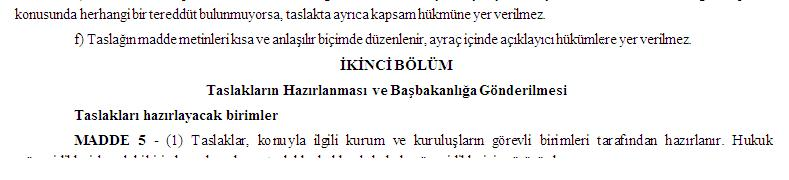 konusunda herhangi bir tereddüt bulunmuyorsa, taslakta ayrıca kapsam hükmüne yer verilmez.
f) Taslağın madde metinleri kısa ve anlaşılır biçimde düzenlenir, ayraç içinde açıklayıcı hükümlere yer verilmez.
İKİNCİ BÖLÜM
Taslakların Hazırlanması ve Başbakanlığa Gönderilmesi
Taslakları hazırlayacak birimler
MADDE 5 - (1) Taslaklar, konuyla ilgili kurum ve kuruluşların görevli birimleri tarafından hazırlanır. Hukuk